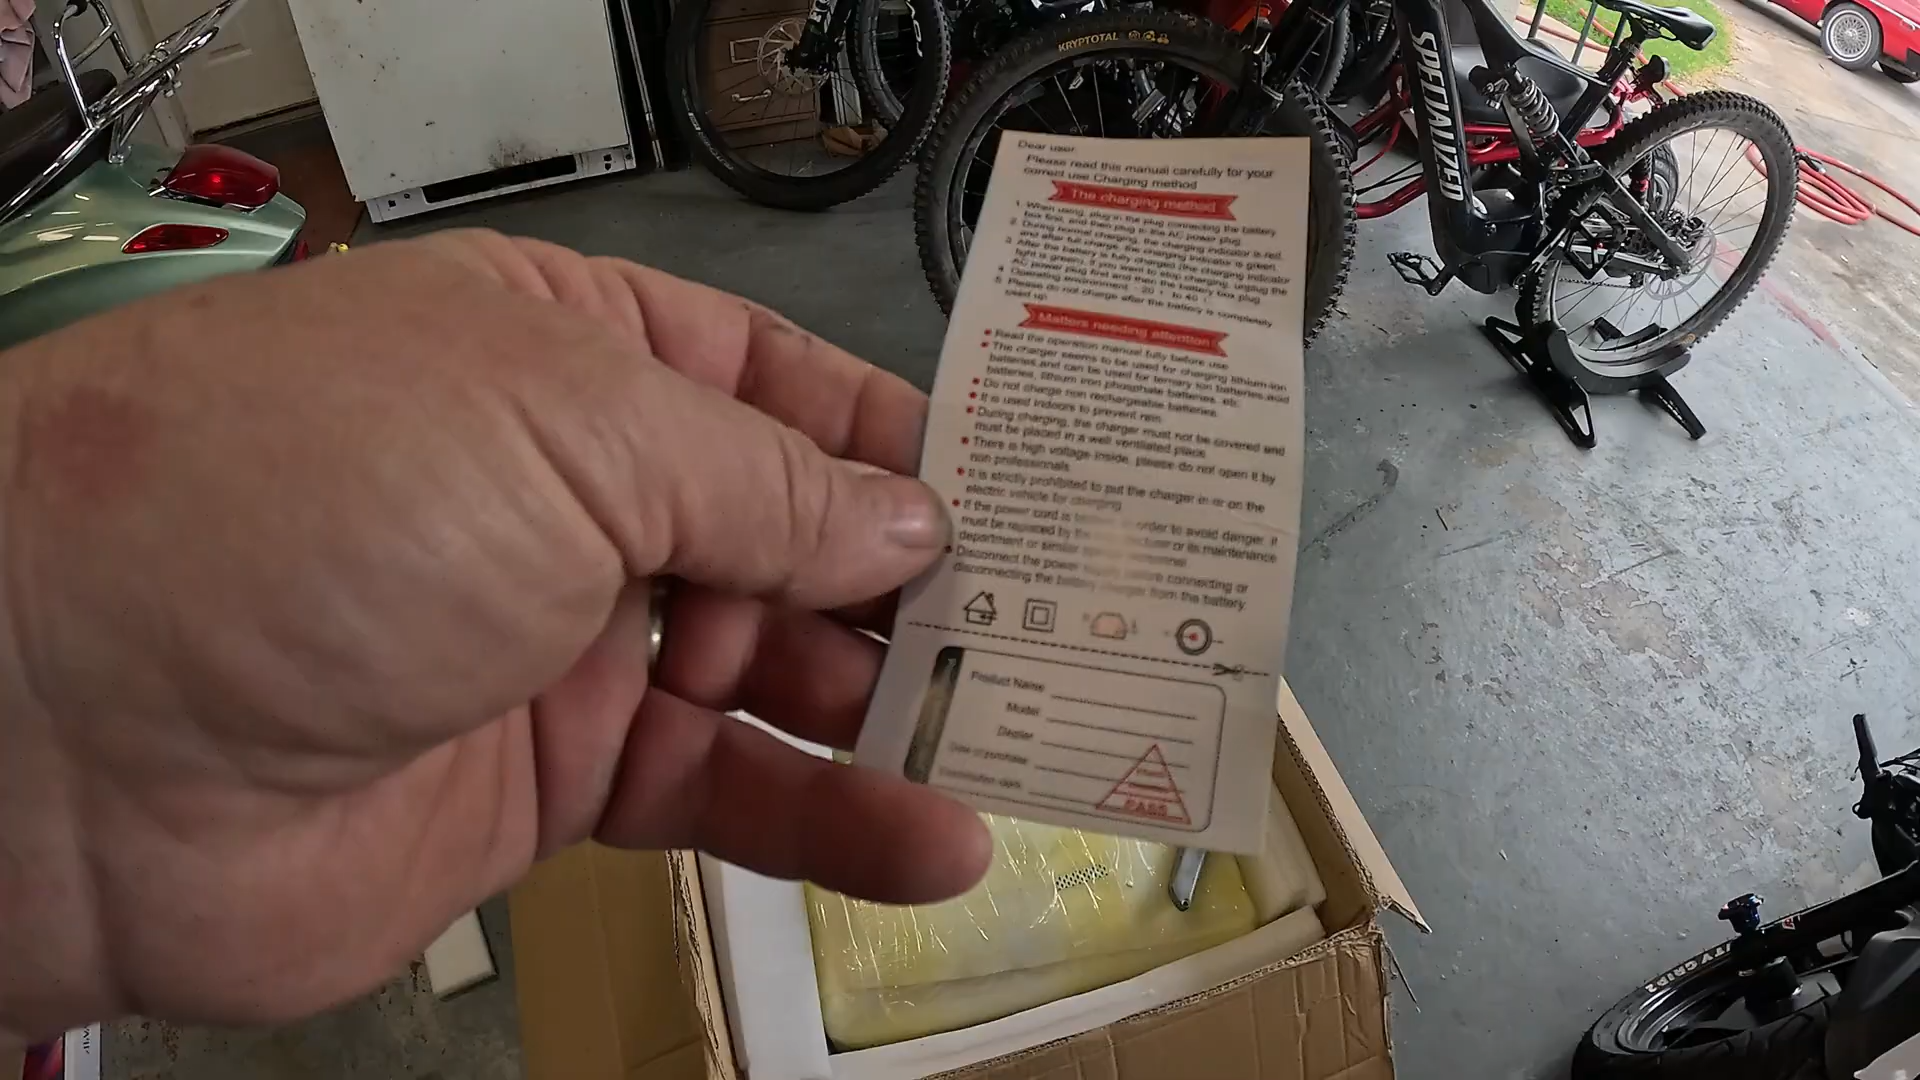 KRYPTOTAL
SPECIALIZED
Dear user
Please read this manual carefully for your
correct use Charging method
The charging method
1. When using, plug in the plug connecting the battery
box first, and then plug in the AC power plug.
2. During normal charging, the charging indicator is red,
and after full charge, the charging indicator is green,
3. After the battery is fully charged (the charging indicator
light is green), if you want to stop charging, unplug the
AC power plug first and then the battery box plug
4. Operating environment - 20 to 40
5. Please do not charge after the battery is completely
used up.
Matters needing attention
Read the operation manual fully before use
The charger seems to be used for charging lithium-ion
batteries and can be used for ternary ion batteries,acid
batteries, lithium iron phosphate batteries, etc.
Do not charge non rechargeable batteries.
It is used indoors to prevent rain.
During charging, the charger must not be covered and
must be placed in a well ventilated place
There is high voltage inside, please do not open it by
non professionals
It is strictly prohibited to put the charger in or on the
electric vehicle for charging
If the power cord is order to avoid danger, it
must be replaced by the or its maintenance
department or similar
Disconnect the power before connecting or
disconnecting the battery charger from the battery.
Product Name
Model
Dealer
Date of purchase
PASS